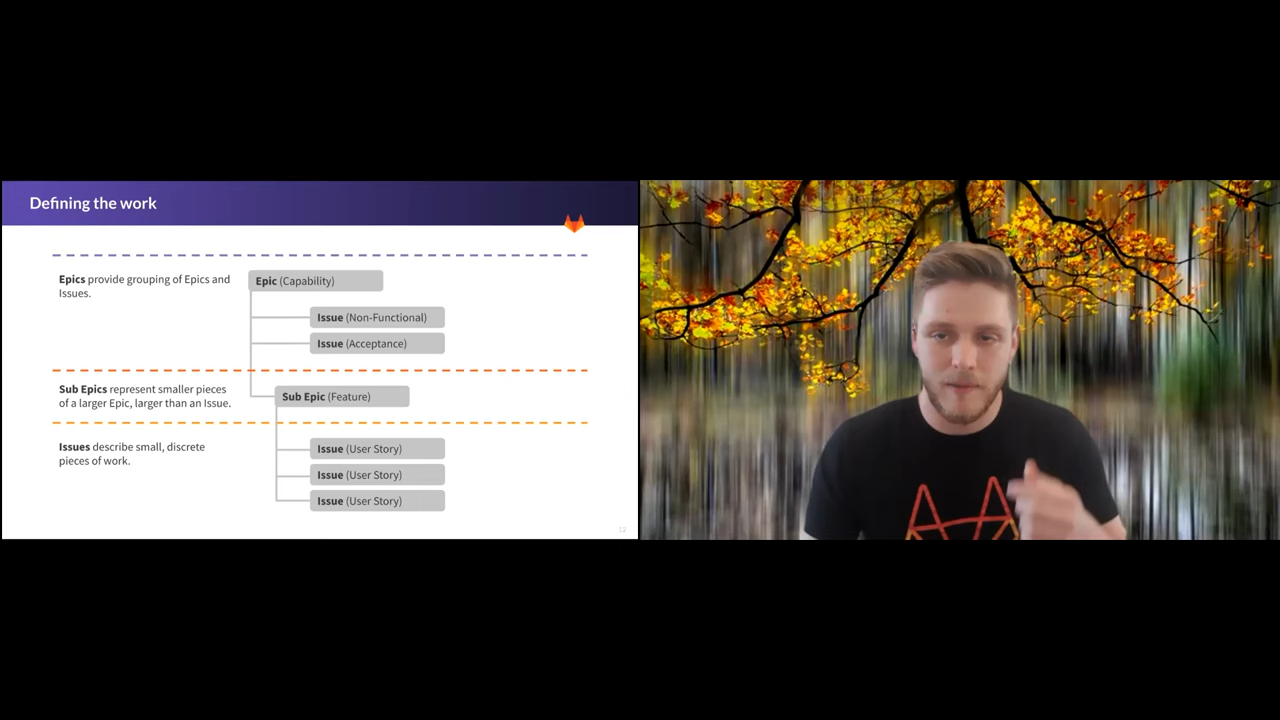 Defining the work
Epics provide grouping of Epics and
Issues.
Epic (Capability)
Issue (Non-Functional)
Issue (Acceptance)
Sub Epics represent smaller pieces
of a larger Epic, larger than an Issue.
Sub Epic (Feature)
Issues describe small, discrete
pieces of work.
Issue (User Story)
Issue (User Story)
Issue (User Story)
12